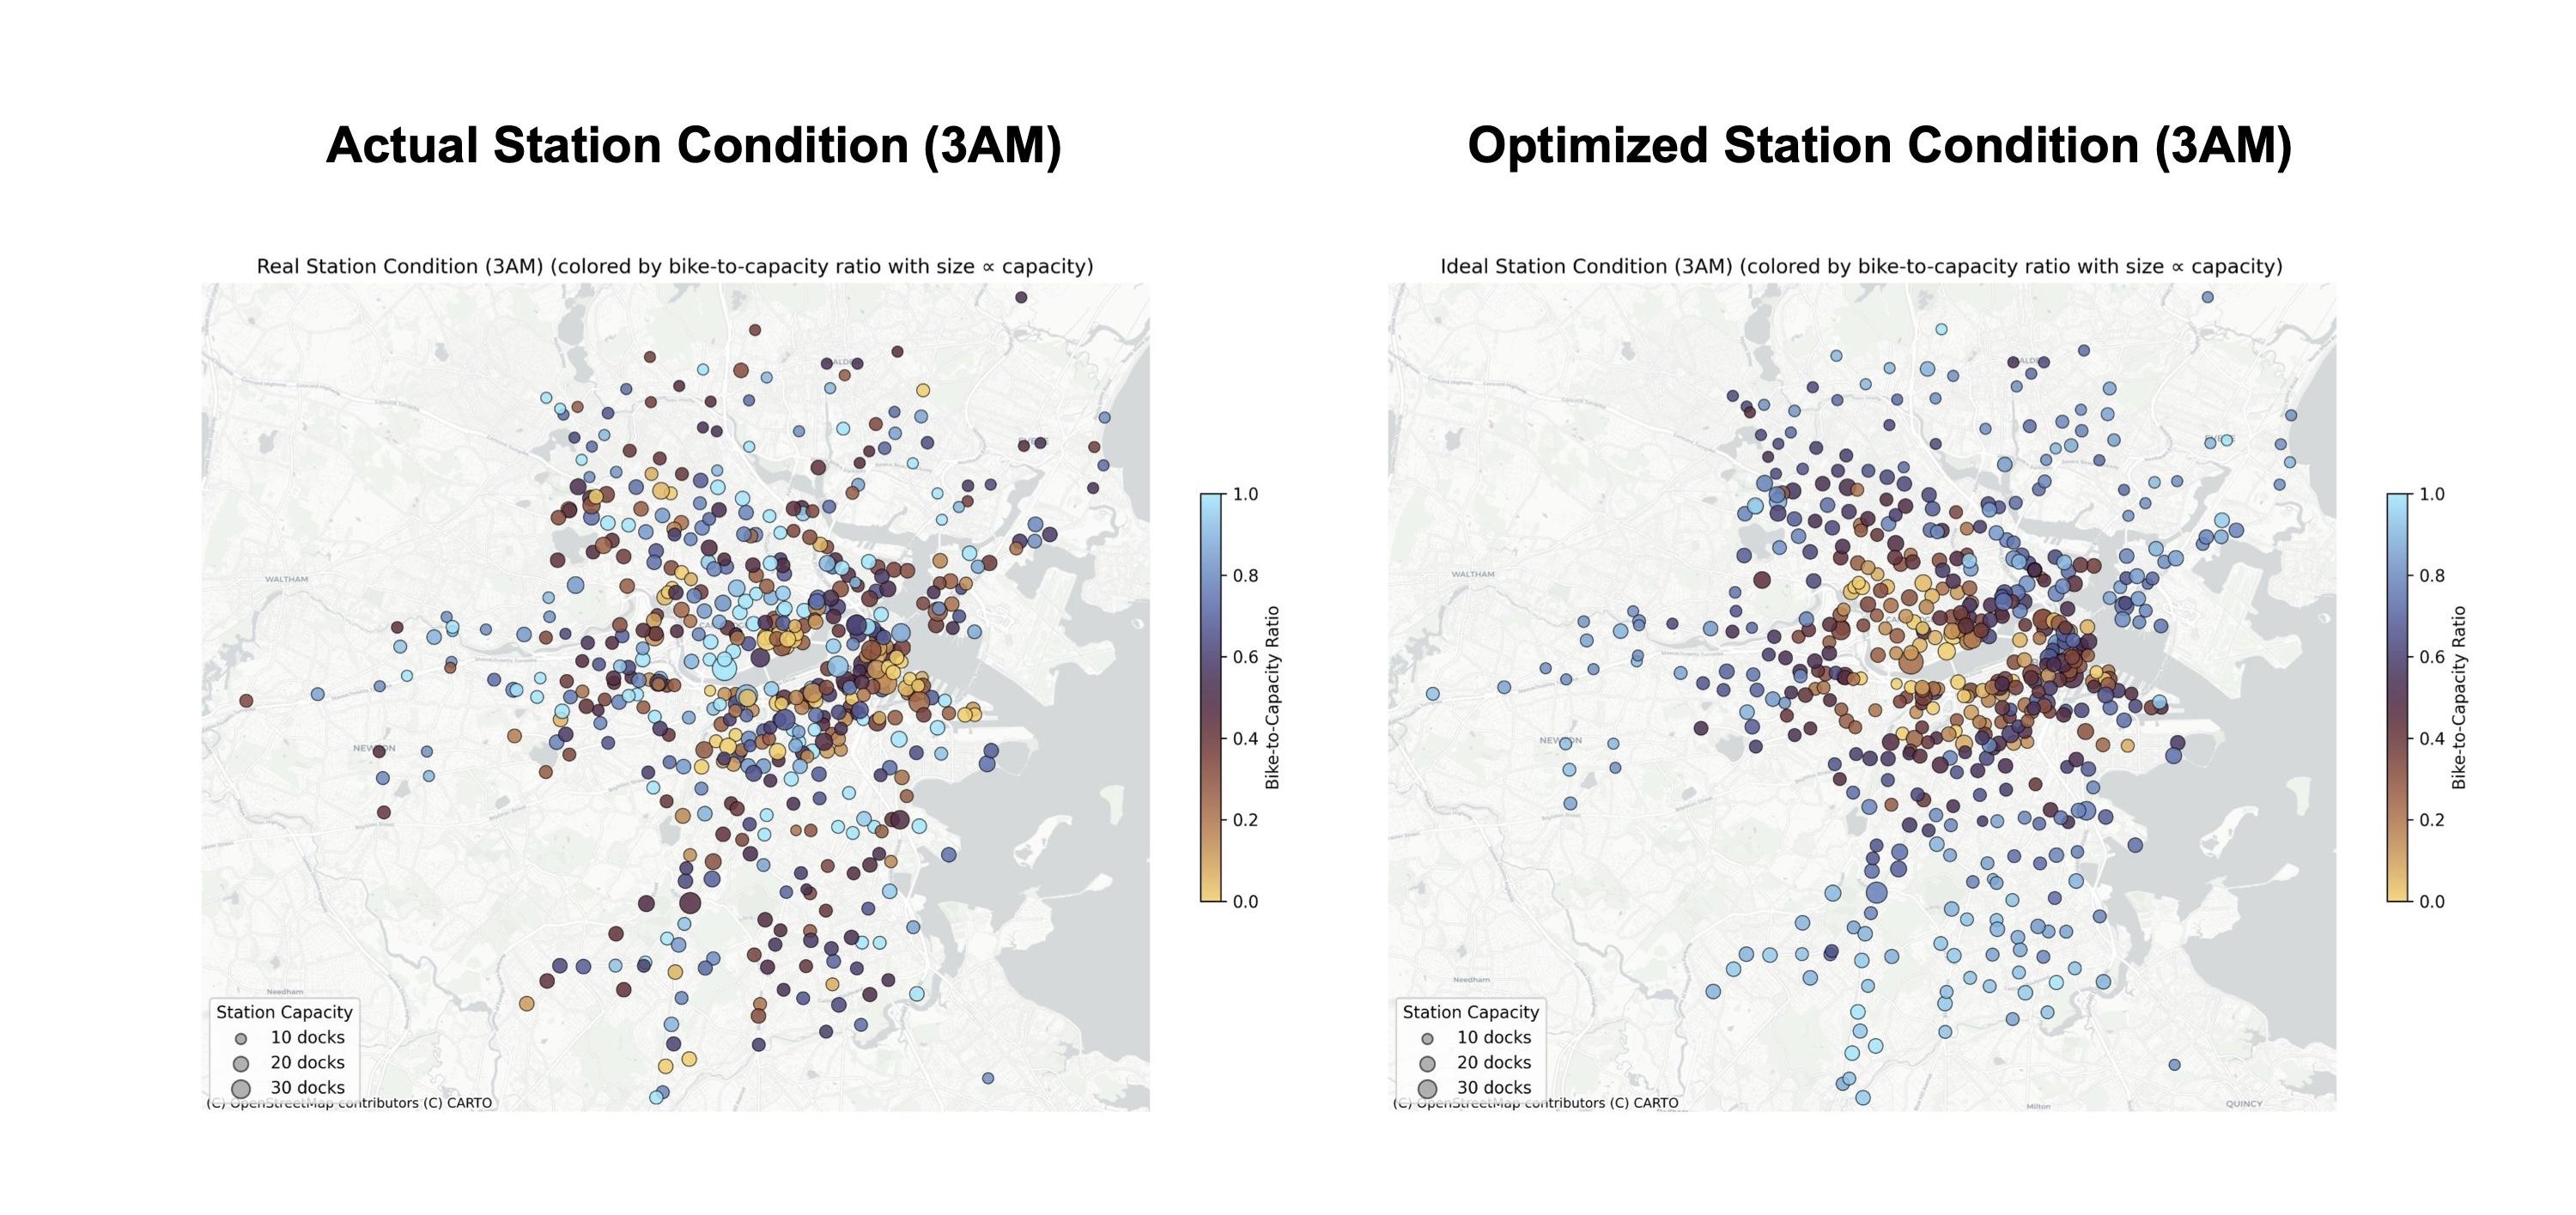 Actual Station Condition (3AM)
Optimized Station Condition (3AM)
Real Station Condition (3AM) (colored by bike-to-capacity ratio with size ∝ capacity)
WALTHAM
Needham
Station Capacity
10 docks
20 docks
30 docks
(C) OpenStreetMap contributors (C) CARTO
1.0
0.8
0.6
0.4
0.2
0.0
Bike-to-Capacity Ratio
Ideal Station Condition (3AM) (colored by bike-to-capacity ratio with size ∝ capacity)
WALTHAM
Needham
Milton
QUINCY
Station Capacity
10 docks
20 docks
30 docks
(C) OpenStreetMap contributors (C) CARTO
1.0
0.8
0.6
0.4
0.2
0.0
Bike-to-Capacity Ratio